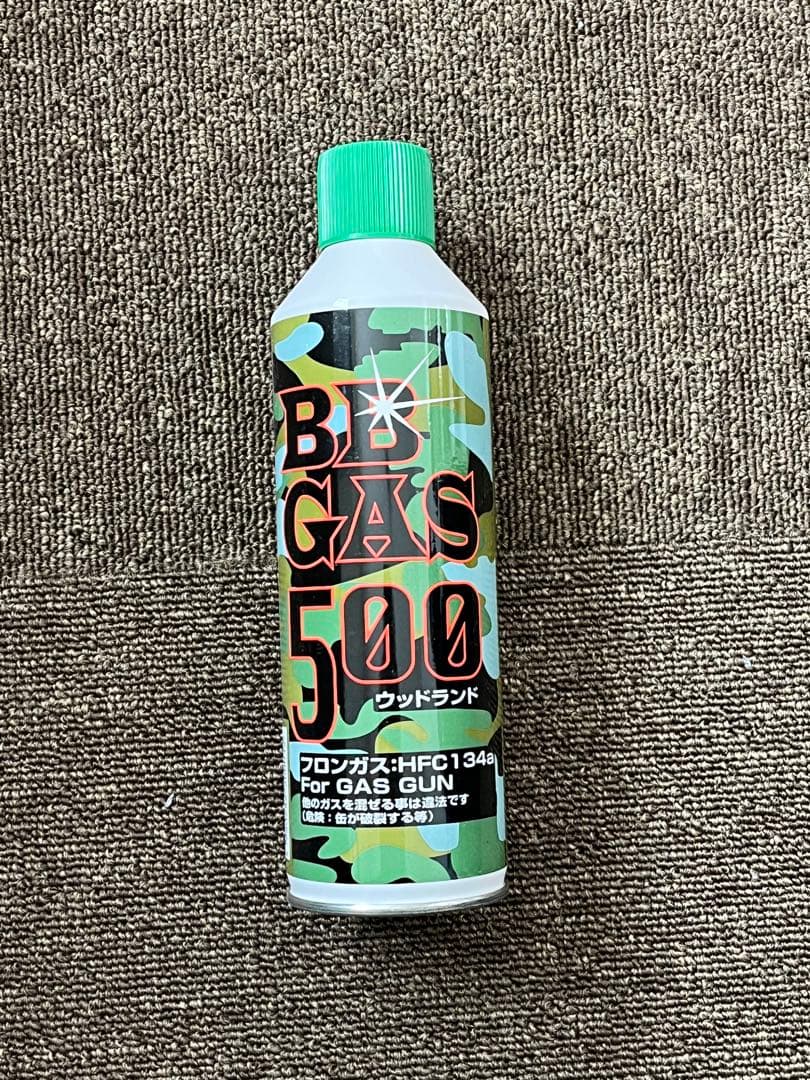 BB
GAS
500
ウッドランド
フロンガス:HFC134a
For GAS GUN
他のガスを混ぜる事は違法です
(危険:缶が破裂する等)